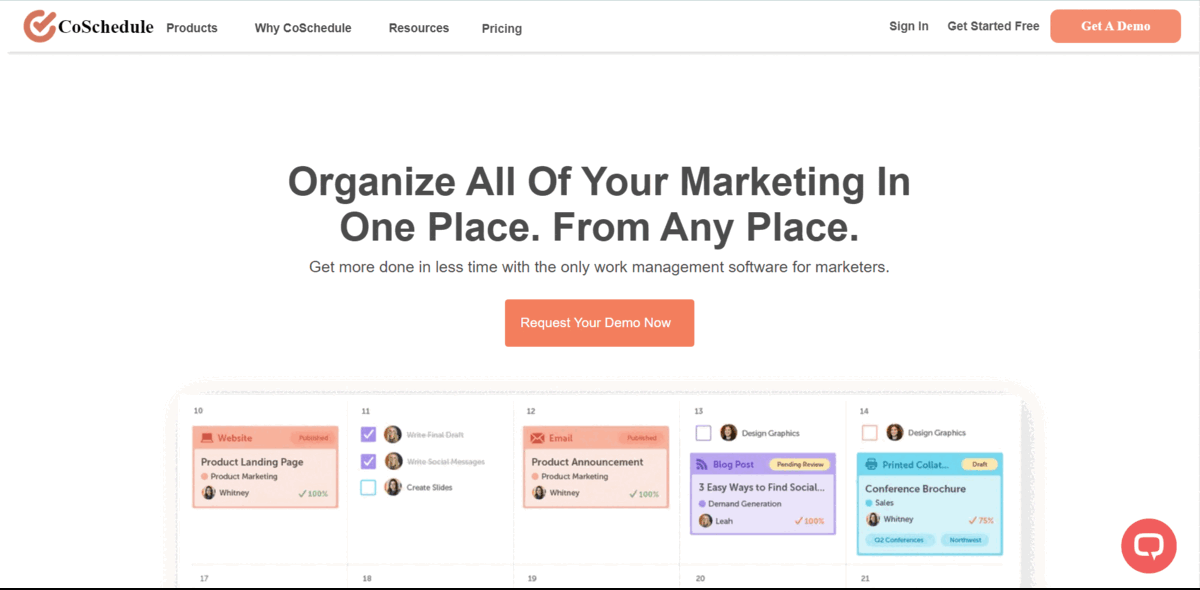 CoSchedule
Products
Why CoSchedule
Resources
Pricing
Sign In
Get Started Free
Get A Demo
Organize All Of Your Marketing In
One Place. From Any Place.
Get more done in less time with the only work management software for marketers.
Request Your Demo Now
10
Website
Published
Product Landing Page
Product Marketing
Whitney
100%
11
Write Final Draft
Write Social Messages
Create Slides
12
Email
Published
Product Announcement
Product Marketing
Whitney
100%
13
Design Graphics
Blog Post
Pending Review
3 Easy Ways to Find Social...
Demand Generation
Leah
100%
14
Design Graphics
Printed Collat...
Draft
Conference Brochure
Sales
Whitney
75%
Q2 Conferences
Northwest
17
18
19
20
21